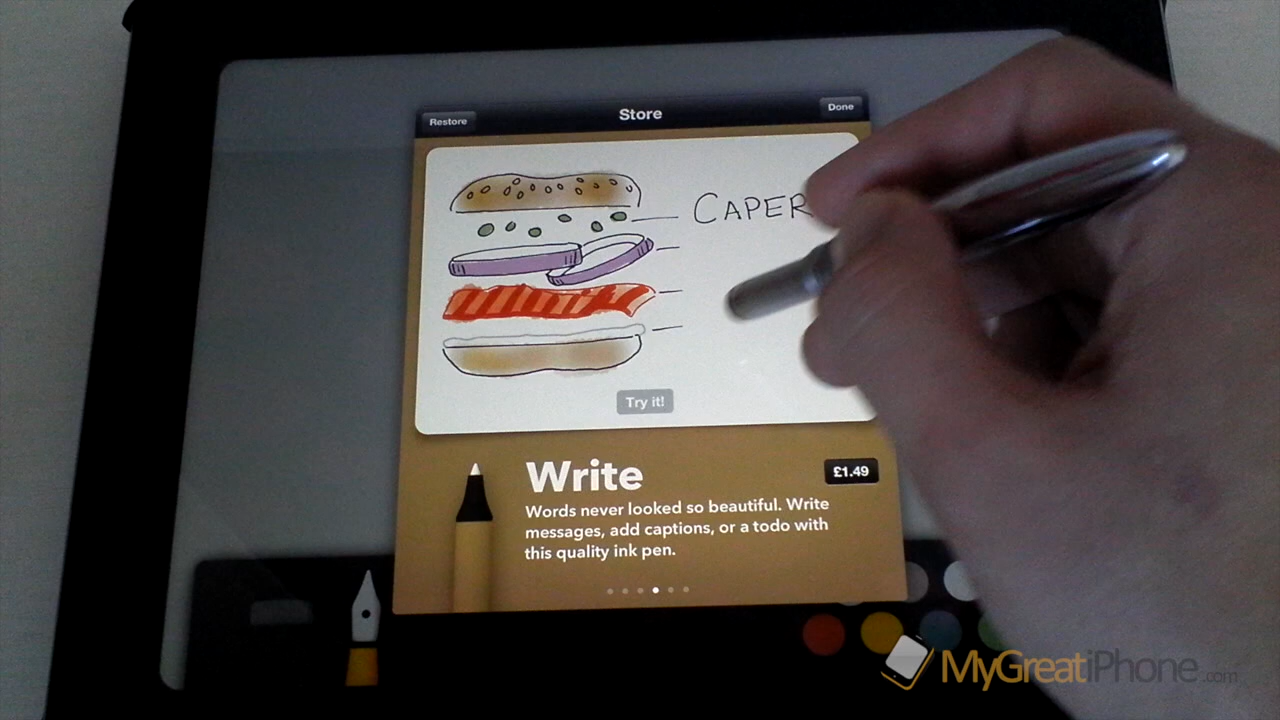 Restore
Store
Done
CAPER
Try it!
Write
£1.49
Words never looked so beautiful. Write
messages, add captions, or a todo with
this quality ink pen.
MyGreatiPhone.com